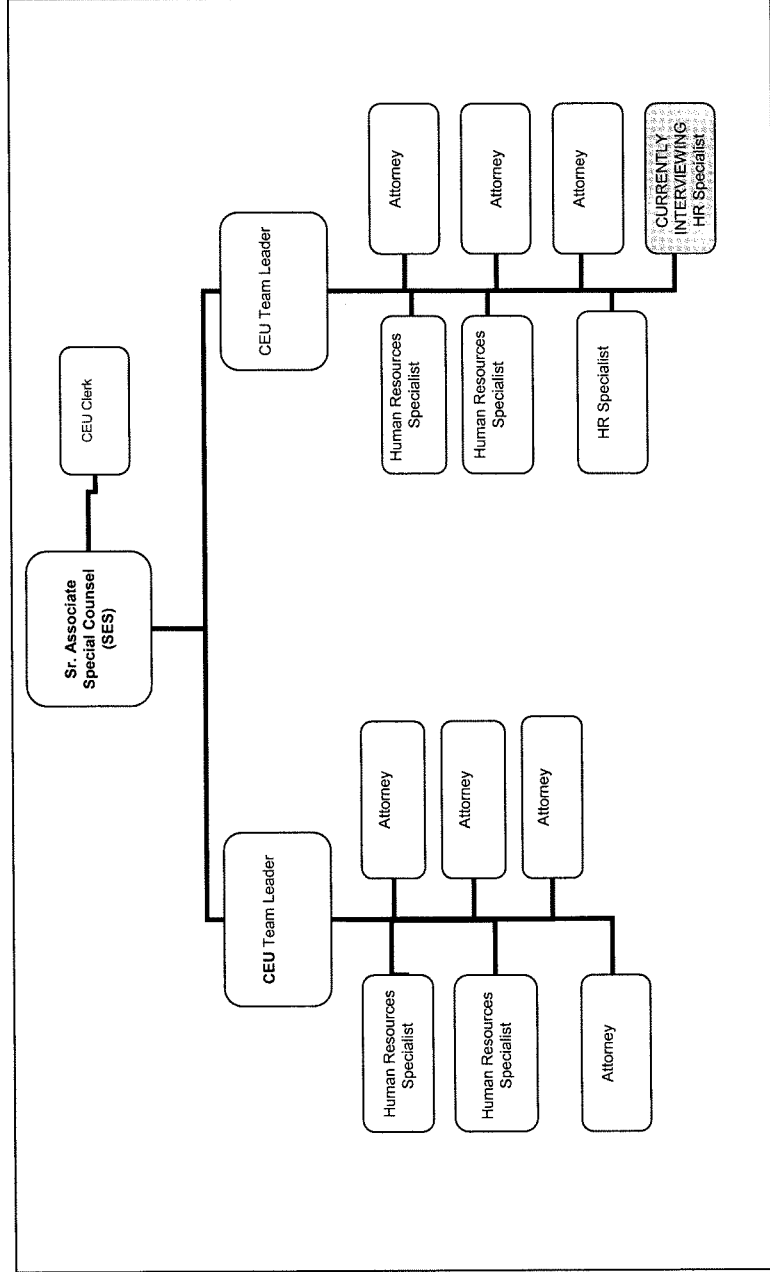 Sr. Associate
Special Counsel
(SES)
CEU Clerk
CEU Team Leader
CEU Team Leader
Human Resources
Specialist
Attorney
Human Resources
Specialist
Attorney
Attorney
Attorney
Human Resources
Specialist
Attorney
Human Resources
Specialist
Attorney
HR Specialist
Attorney
CURRENTLY
INTERVIEWING
HR Specialist